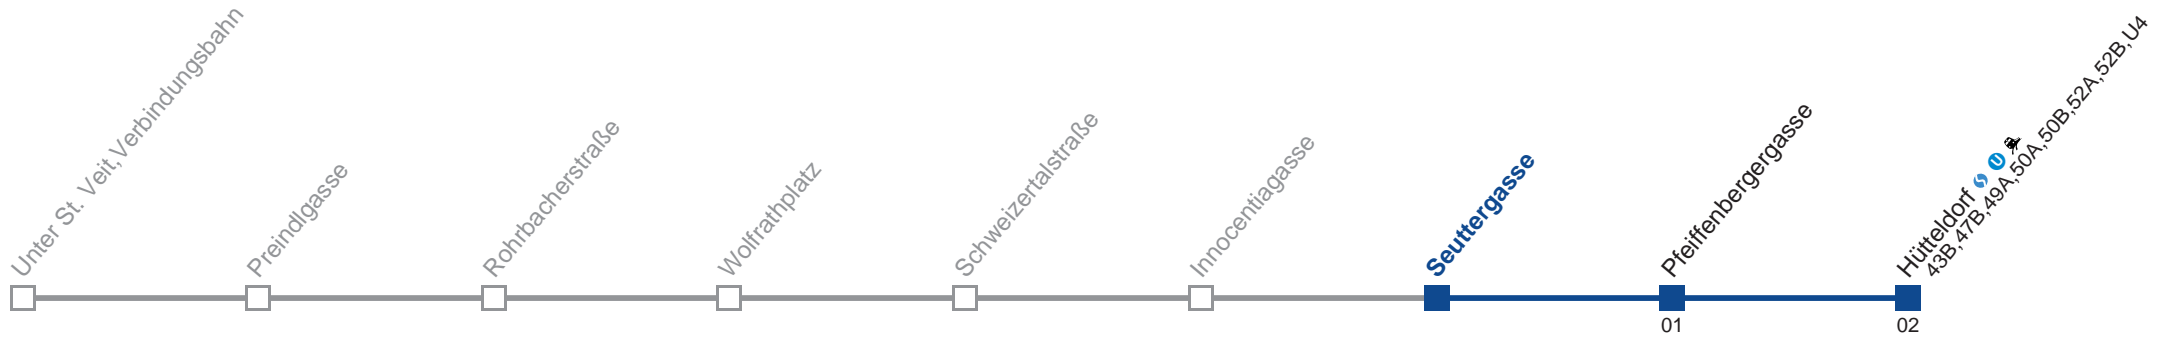 Unter St. Veit,Verbindungsbahn
Preindlgasse
Rohrbacherstraße
Wolfrathplatz
Schweizertalstraße
Innocentiagasse
Seuttergasse
Pfeiffenbergergasse
Hütteldorf S U
43B,47B,49A,50A,50B,52A,52B,U4
01
02